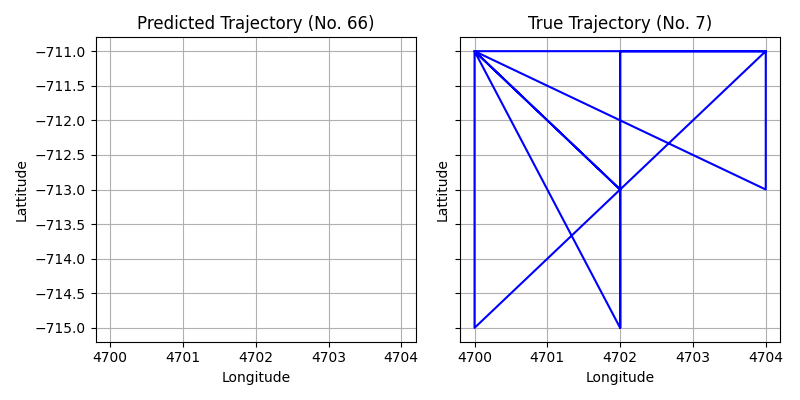 Predicted Trajectory (No. 66)
True Trajectory (No. 7)
−711.0
−711.5
−712.0
−712.5
−713.0
−713.5
−714.0
−714.5
−715.0
Lattitude
Lattitude
4700 4701 4702 4703 4704
4700 4701 4702 4703 4704
Longitude
Longitude